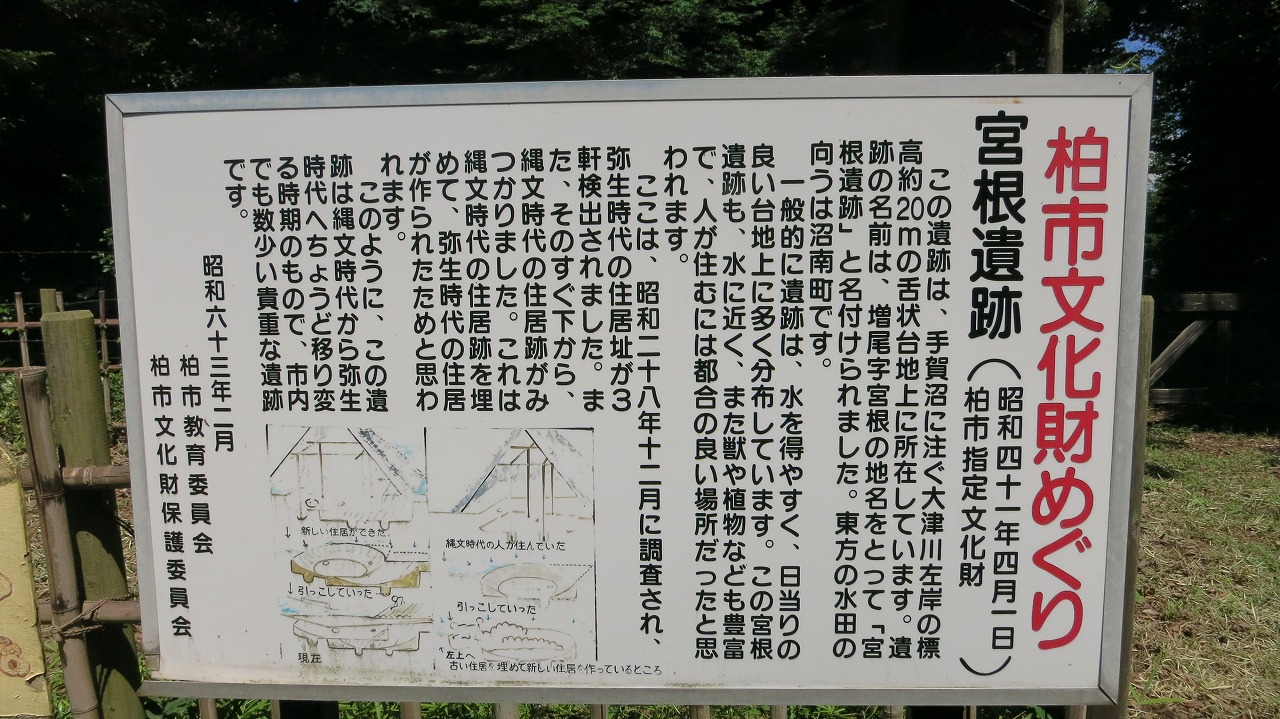 柏市文化財めぐり
宮根遺跡
（昭和四十一年四月一日
柏市指定文化財）
この遺跡は、手賀沼に注ぐ大津川左岸の標
高約20mの舌状台地上に所在しています。遺
跡の名前は、増尾字宮根の地名をとって「宮
根遺跡」と名付けられました。東方の水田の
向うは沼南町です。
一般的に遺跡は、水を得やすく、日当りの
良い台地上に多く分布しています。この宮根
遺跡も、水に近く、また獣や植物なども豊富
で、人が住むには都合の良い場所だったと思
われます。
ここは、昭和二十八年十二月に調査され、
弥生時代の住居址が3
軒検出されました。ま
た、そのすぐ下から、
縄文時代の住居跡がみ
つかりました。これは
縄文時代の住居跡を埋
めて、弥生時代の住居
が作られたためと思わ
れます。
このように、この遺
跡は縄文時代から弥生
時代へちょうど移り変
る時期のもので、市内
でも数少い貴重な遺跡
です。
昭和六十三年二月
柏市教育委員会
柏市文化財保護委員会
縄文時代の人が住んでいた
↓
引っこしていった
↓
↖左上へ
古い住居を埋めて新しい住居を作っているところ
↓新しい住居ができた
↓
引っこしていった
↓
現在